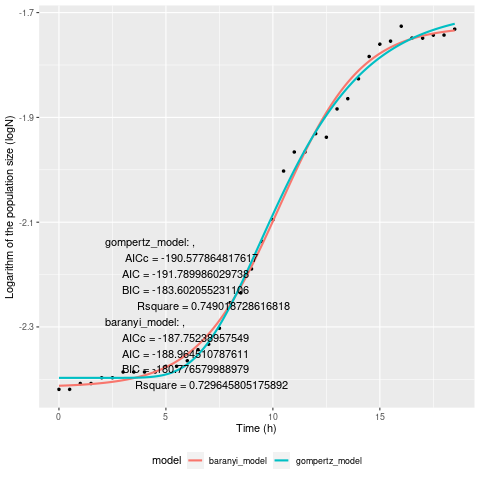 -1.7
-1.9
-2.1
-2.3
Logarithm of the population size (logN)
gompertz_model: ,
AICc = -190.577864817617
AIC = -191.789986029738
BIC = -183.602055231106
Rsquare = 0.749018728616818
baranyi_model: ,
AICc = -187.75238957549
AIC = -188.964510787611
BIC = -180.776579988979
Rsquare = 0.729645805175892
0 5 10 15
Time (h)
model baranyi_model gompertz_model